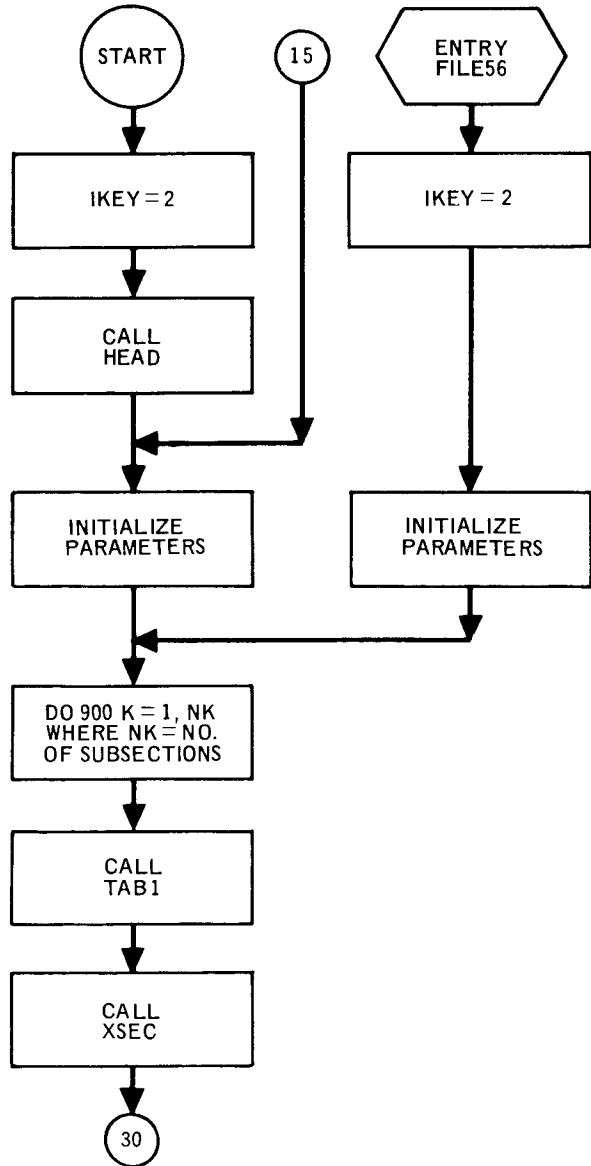 START
15
ENTRY
FILE56
IKEY = 2
IKEY = 2
CALL
HEAD
INITIALIZE
PARAMETERS
INITIALIZE
PARAMETERS
DO 900 K = 1, NK
WHERE NK = NO.
OF SUBSECTIONS
CALL
TAB1
CALL
XSEC
30